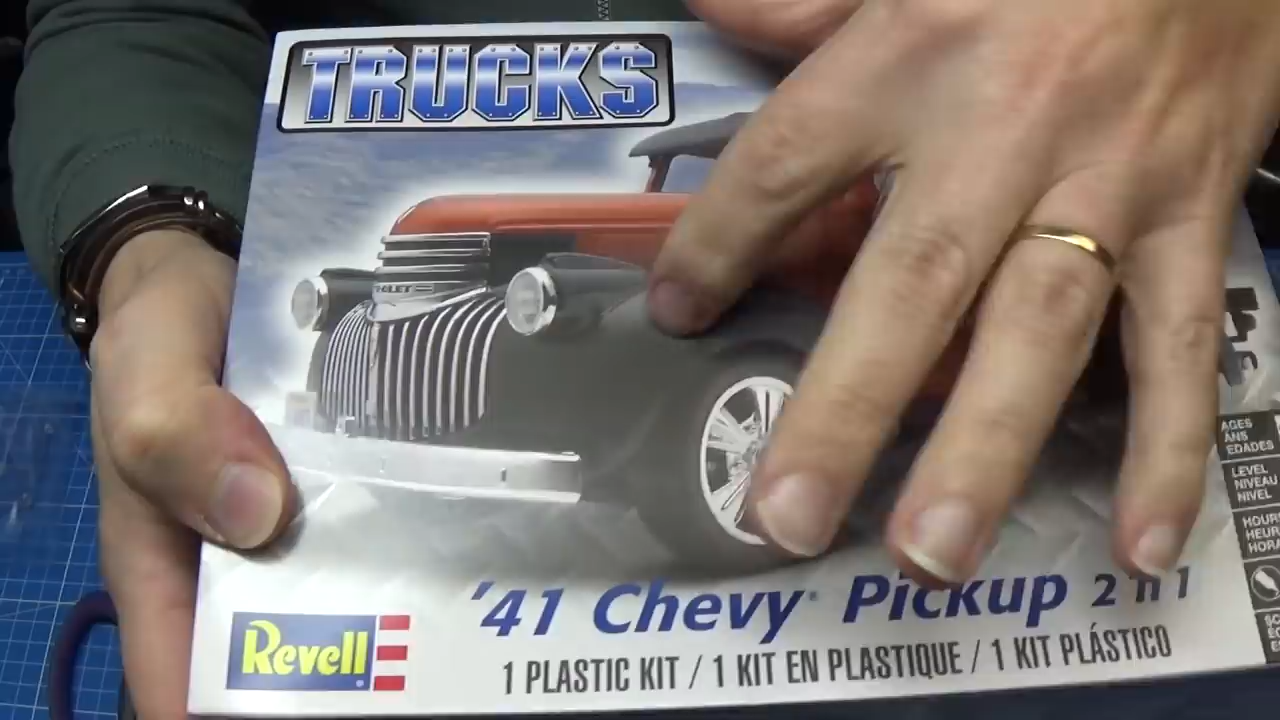 TRUCKS
'41 Chevy® Pickup 2 'n 1
Revell
1 PLASTIC KIT / 1 KIT EN PLASTIQUE / 1 KIT PLÁSTICO
AGES
ANS
EDADES
LEVEL
NIVEAU
NIVEL